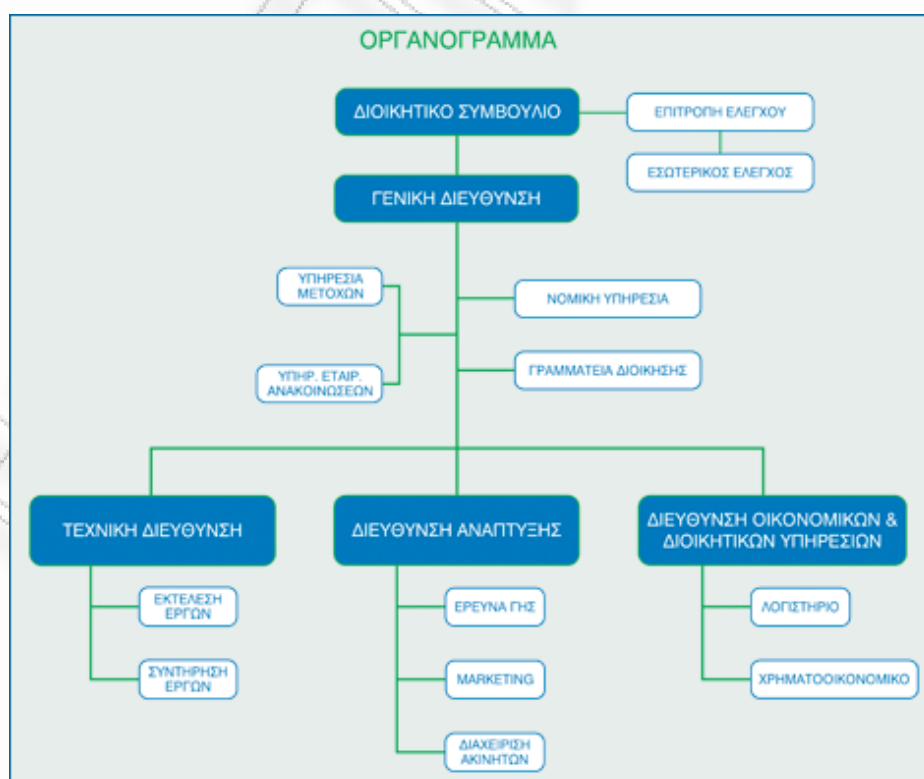 ΟΡΓΑΝΟΓΡΑΜΜΑ
ΔΙΟΙΚΗΤΙΚΟ ΣΥΜΒΟΥΛΙΟ
ΕΠΙΤΡΟΠΗ ΕΛΕΓΧΟΥ
ΕΣΩΤΕΡΙΚΟΣ ΕΛΕΓΧΟΣ
ΓΕΝΙΚΗ ΔΙΕΥΘΥΝΣΗ
ΥΠΗΡΕΣΙΑ
ΜΕΤΟΧΩΝ
ΝΟΜΙΚΗ ΥΠΗΡΕΣΙΑ
ΥΠΗΡ. ΕΤΑΙΡ.
ΑΝΑΚΟΙΝΩΣΕΩΝ
ΓΡΑΜΜΑΤΕΙΑ ΔΙΟΙΚΗΣΗΣ
ΤΕΧΝΙΚΗ ΔΙΕΥΘΥΝΣΗ
ΕΚΤΕΛΕΣΗ
ΕΡΓΩΝ
ΣΥΝΤΗΡΗΣΗ
ΕΡΓΩΝ
ΔΙΕΥΘΥΝΣΗ ΑΝΑΠΤΥΞΗΣ
ΕΡΕΥΝΑ ΓΗΣ
MARKETING
ΔΙΑΧΕΙΡΙΣΗ
ΑΚΙΝΗΤΩΝ
ΔΙΕΥΘΥΝΣΗ ΟΙΚΟΝΟΜΙΚΩΝ &
ΔΙΟΙΚΗΤΙΚΩΝ ΥΠΗΡΕΣΙΩΝ
ΛΟΓΙΣΤΗΡΙΟ
ΧΡΗΜΑΤΟΟΙΚΟΝΟΜΙΚΟ